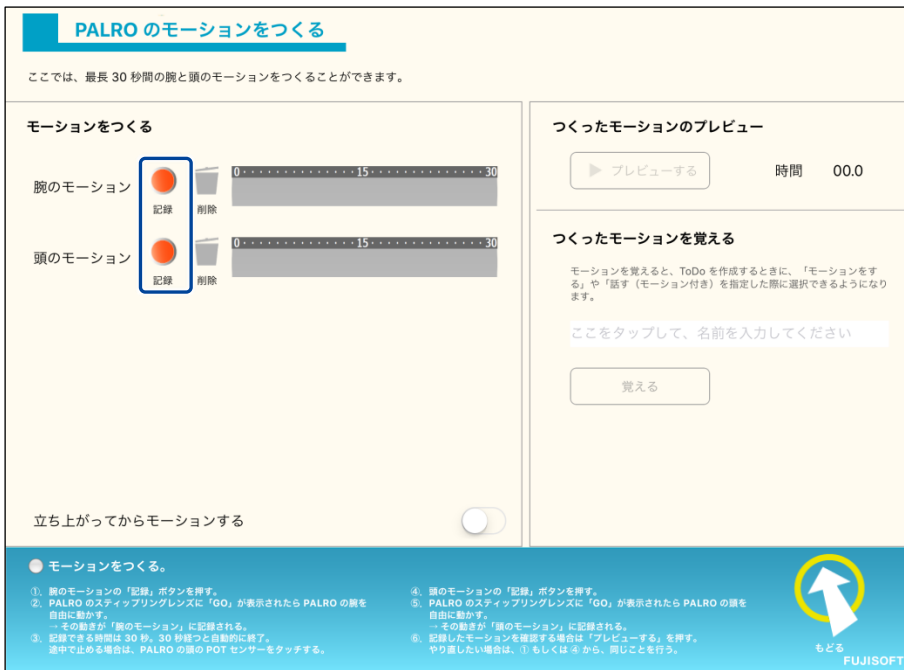 PALRO のモーションをつくる
ここでは、最長 30 秒間の腕と頭のモーションをつくることができます。
モーションをつくる
腕のモーション
記録
削除
0 15 30
頭のモーション
記録
削除
0 15 30
立ち上がってからモーションする
つくったモーションのプレビュー
プレビューする
時間 00.0
つくったモーションを覚える
モーションを覚えると、ToDo を作成するときに、「モーションをす
る」や「話す（モーション付き）を指定した際に選択できるようになり
ます。
ここをタップして、名前を入力してください
覚える
モーションをつくる。
①. 腕のモーションの「記録」ボタンを押す。
②. PALRO のスティップリングレンズに「GO」が表示されたら PALRO の腕を
自由に動かす。
→ その動きが「腕のモーション」に記録される。
③. 記録できる時間は 30 秒。30 秒経つと自動的に終了。
途中で止める場合は、PALRO の頭の POT センサーをタッチする。
④. 頭のモーションの「記録」ボタンを押す。
⑤. PALRO のスティップリングレンズに「GO」が表示されたら PALRO の頭を
自由に動かす。
→ その動きが「頭のモーション」に記録される。
⑥. 記録したモーションを確認する場合は「プレビューする」を押す。
やり直したい場合は、① もしくは ④ から、同じことを行う。
もどる
FUJISOFT